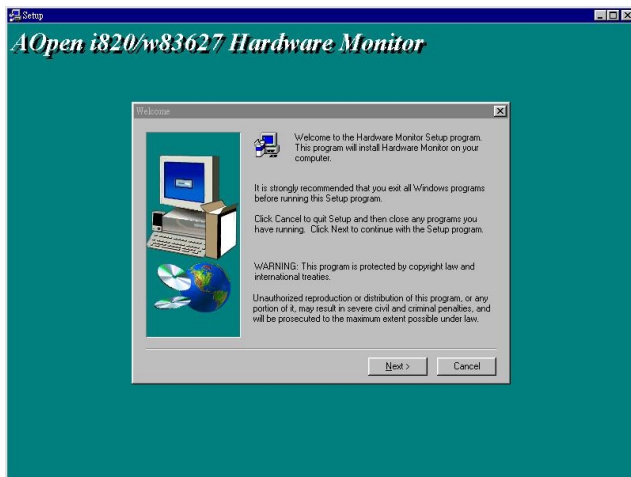 Setup
AOpen i820/w83627 Hardware Monitor
Welcome
Welcome to the Hardware Monitor Setup program.
This program will install Hardware Monitor on your
computer.
It is strongly recommended that you exit all Windows programs
before running this Setup program.
Click Cancel to quit Setup and then close any programs you
have running. Click Next to continue with the Setup program.
WARNING: This program is protected by copyright law and
international treaties.
Unauthorized reproduction or distribution of this program, or any
portion of it, may result in severe civil and criminal penalties, and
will be prosecuted to the maximum extent possible under law.
Next > Cancel